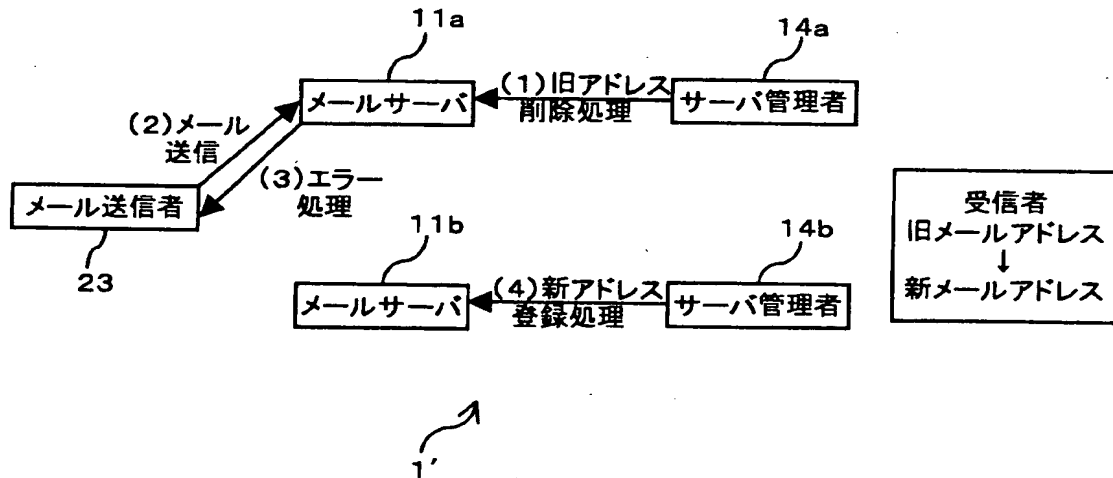 11a
14a
メールサーバ
(1)旧アドレス
削除処理
サーバ管理者
(2)メール
送信
(3)エラー
処理
メール送信者
23
11b
14b
メールサーバ
(4)新アドレス
登録処理
サーバ管理者
受信者
旧メールアドレス
↓
新メールアドレス
1′